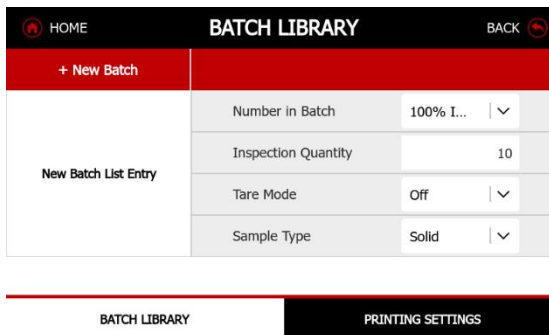 HOME BATCH LIBRARY BACK
+ New Batch
New Batch List Entry
Number in Batch 100% I...
Inspection Quantity 10
Tare Mode Off
Sample Type Solid
BATCH LIBRARY PRINTING SETTINGS